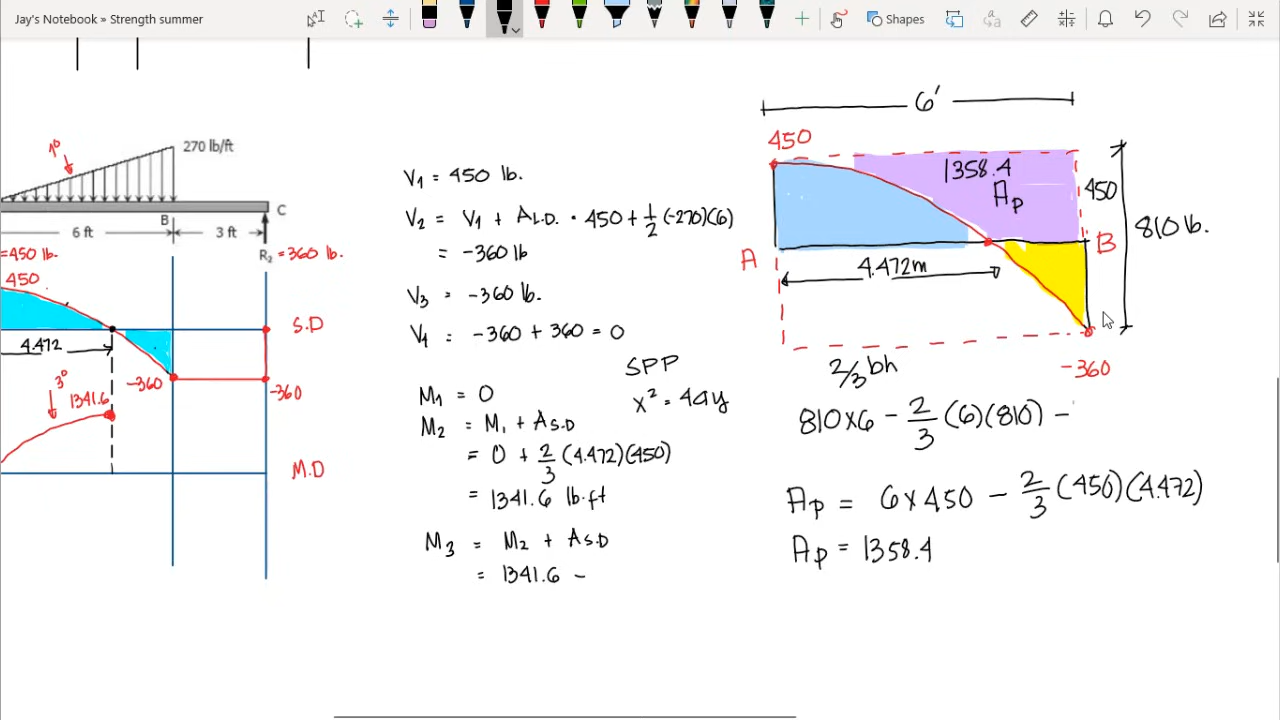 Jay's Notebook » Strength summer
Shapes
1°
270 lb/ft
B
C
6 ft
3 ft
=450 lb.
R₂ = 360 lb.
450
S.D
4.472
-360
-360
3°
1341.6
M.D
V1 = 450 lb.
V2 = V1 + AL.D. • 450 + 1/2 (-270)(6)
= -360 lb
V3 = -360 lb.
V4 = -360 + 360 = 0
SPP
x² = 4ay
M1 = 0
M2 = M1 + AS.D
= 0 + 2/3 (4.472)(450)
= 1341.6 lb.ft
M3 = M2 + AS.D
= 1341.6 -
6'
450
1358.4
Ap
450
810 lb.
A
B
4.472m
-360
2/3 bh
810x6 - 2/3 (6)(810) -
Ap = 6x450 - 2/3 (450)(4.472)
Ap = 1358.4